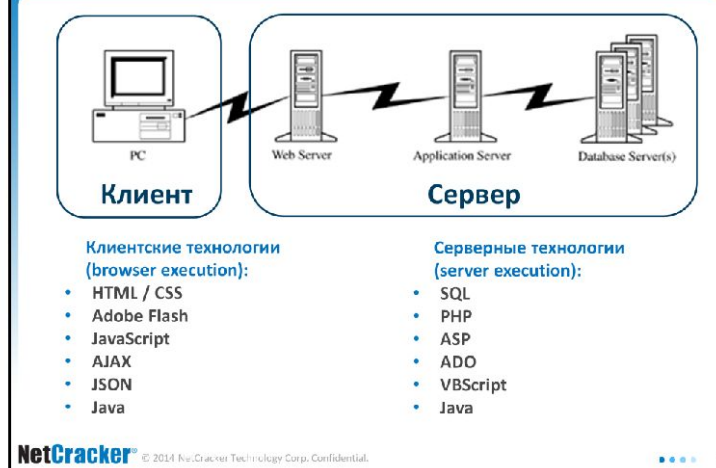 PC
Web Server
Application Server
Database Server(s)
Клиент
Сервер
Клиентские технологии
(browser execution):
• HTML / CSS
• Adobe Flash
• JavaScript
• AJAX
• JSON
• Java
Серверные технологии
(server execution):
• SQL
• PHP
• ASP
• ADO
• VBScript
• Java
NetCracker® © 2014 NetCracker Technology Corp. Confidential.